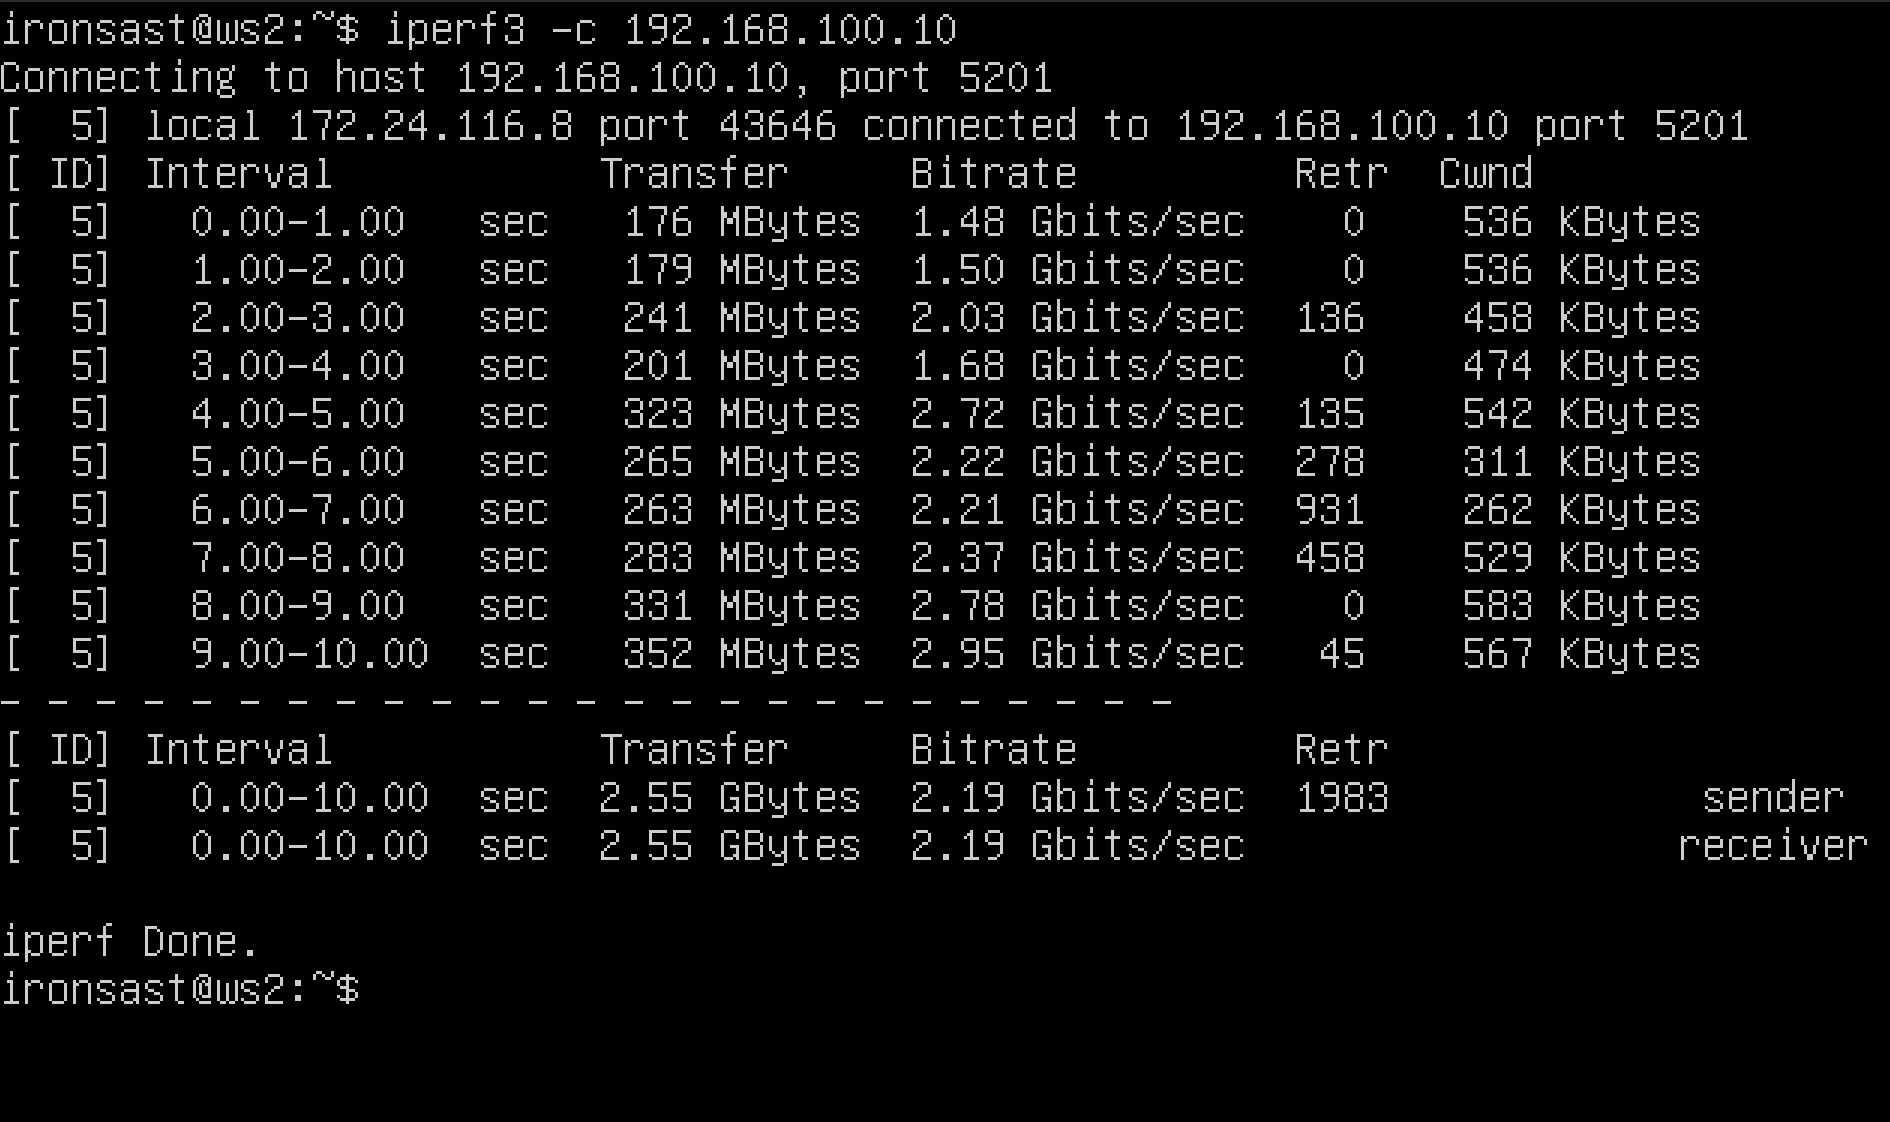 ironsast@ws2:~$ iperf3 -c 192.168.100.10
Connecting to host 192.168.100.10, port 5201
[  5] local 172.24.116.8 port 43646 connected to 192.168.100.10 port 5201
[ ID] Interval           Transfer     Bitrate         Retr  Cwnd
[  5]   0.00-1.00   sec   176 MBytes  1.48 Gbits/sec    0    536 KBytes
[  5]   1.00-2.00   sec   179 MBytes  1.50 Gbits/sec    0    536 KBytes
[  5]   2.00-3.00   sec   241 MBytes  2.03 Gbits/sec  136    458 KBytes
[  5]   3.00-4.00   sec   201 MBytes  1.68 Gbits/sec    0    474 KBytes
[  5]   4.00-5.00   sec   323 MBytes  2.72 Gbits/sec  135    542 KBytes
[  5]   5.00-6.00   sec   265 MBytes  2.22 Gbits/sec  278    311 KBytes
[  5]   6.00-7.00   sec   263 MBytes  2.21 Gbits/sec  931    262 KBytes
[  5]   7.00-8.00   sec   283 MBytes  2.37 Gbits/sec  458    529 KBytes
[  5]   8.00-9.00   sec   331 MBytes  2.78 Gbits/sec    0    583 KBytes
[  5]   9.00-10.00  sec   352 MBytes  2.95 Gbits/sec   45    567 KBytes
- - - - - - - - - - - - - - - - - - - - - - - - -
[ ID] Interval           Transfer     Bitrate         Retr
[  5]   0.00-10.00  sec  2.55 GBytes  2.19 Gbits/sec  1983             sender
[  5]   0.00-10.00  sec  2.55 GBytes  2.19 Gbits/sec                  receiver
iperf Done.
ironsast@ws2:~$